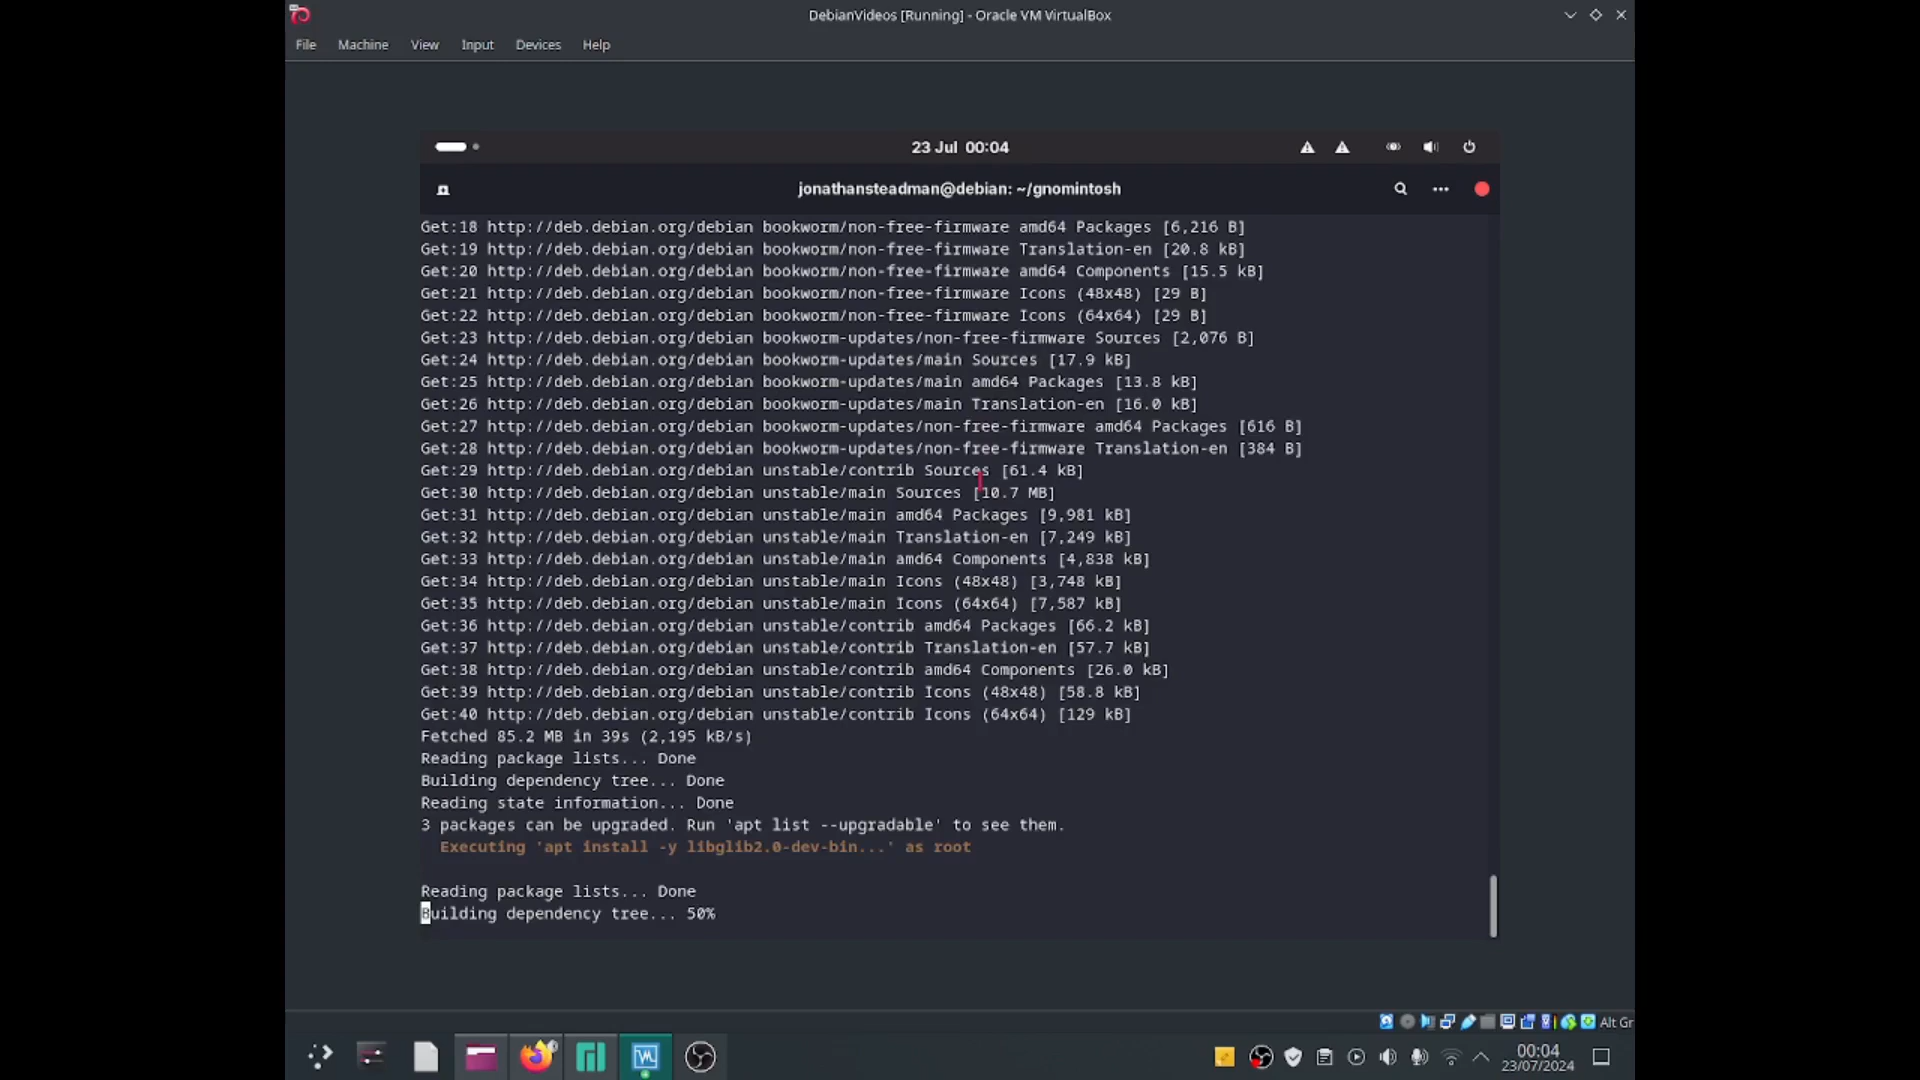 DebianVideos [Running] - Oracle VM VirtualBox
File Machine View Input Devices Help
23 Jul 00:04
jonathansteadman@debian: ~/gnomintosh
Get:18 http://deb.debian.org/debian bookworm/non-free-firmware amd64 Packages [6,216 B]
Get:19 http://deb.debian.org/debian bookworm/non-free-firmware Translation-en [20.8 kB]
Get:20 http://deb.debian.org/debian bookworm/non-free-firmware amd64 Components [15.5 kB]
Get:21 http://deb.debian.org/debian bookworm/non-free-firmware Icons (48x48) [29 B]
Get:22 http://deb.debian.org/debian bookworm/non-free-firmware Icons (64x64) [29 B]
Get:23 http://deb.debian.org/debian bookworm-updates/non-free-firmware Sources [2,076 B]
Get:24 http://deb.debian.org/debian bookworm-updates/main Sources [17.9 kB]
Get:25 http://deb.debian.org/debian bookworm-updates/main amd64 Packages [13.8 kB]
Get:26 http://deb.debian.org/debian bookworm-updates/main Translation-en [16.0 kB]
Get:27 http://deb.debian.org/debian bookworm-updates/non-free-firmware amd64 Packages [616 B]
Get:28 http://deb.debian.org/debian bookworm-updates/non-free-firmware Translation-en [384 B]
Get:29 http://deb.debian.org/debian unstable/contrib Sources [61.4 kB]
Get:30 http://deb.debian.org/debian unstable/main Sources [10.7 MB]
Get:31 http://deb.debian.org/debian unstable/main amd64 Packages [9,981 kB]
Get:32 http://deb.debian.org/debian unstable/main Translation-en [7,249 kB]
Get:33 http://deb.debian.org/debian unstable/main amd64 Components [4,838 kB]
Get:34 http://deb.debian.org/debian unstable/main Icons (48x48) [3,748 kB]
Get:35 http://deb.debian.org/debian unstable/main Icons (64x64) [7,587 kB]
Get:36 http://deb.debian.org/debian unstable/contrib amd64 Packages [66.2 kB]
Get:37 http://deb.debian.org/debian unstable/contrib Translation-en [57.7 kB]
Get:38 http://deb.debian.org/debian unstable/contrib amd64 Components [26.0 kB]
Get:39 http://deb.debian.org/debian unstable/contrib Icons (48x48) [58.8 kB]
Get:40 http://deb.debian.org/debian unstable/contrib Icons (64x64) [129 kB]
Fetched 85.2 MB in 39s (2,195 kB/s)
Reading package lists... Done
Building dependency tree... Done
Reading state information... Done
3 packages can be upgraded. Run 'apt list --upgradable' to see them.
Executing 'apt install -y libglib2.0-dev-bin...' as root
Reading package lists... Done
Building dependency tree... 50%
Alt Gr
00:04
23/07/2024